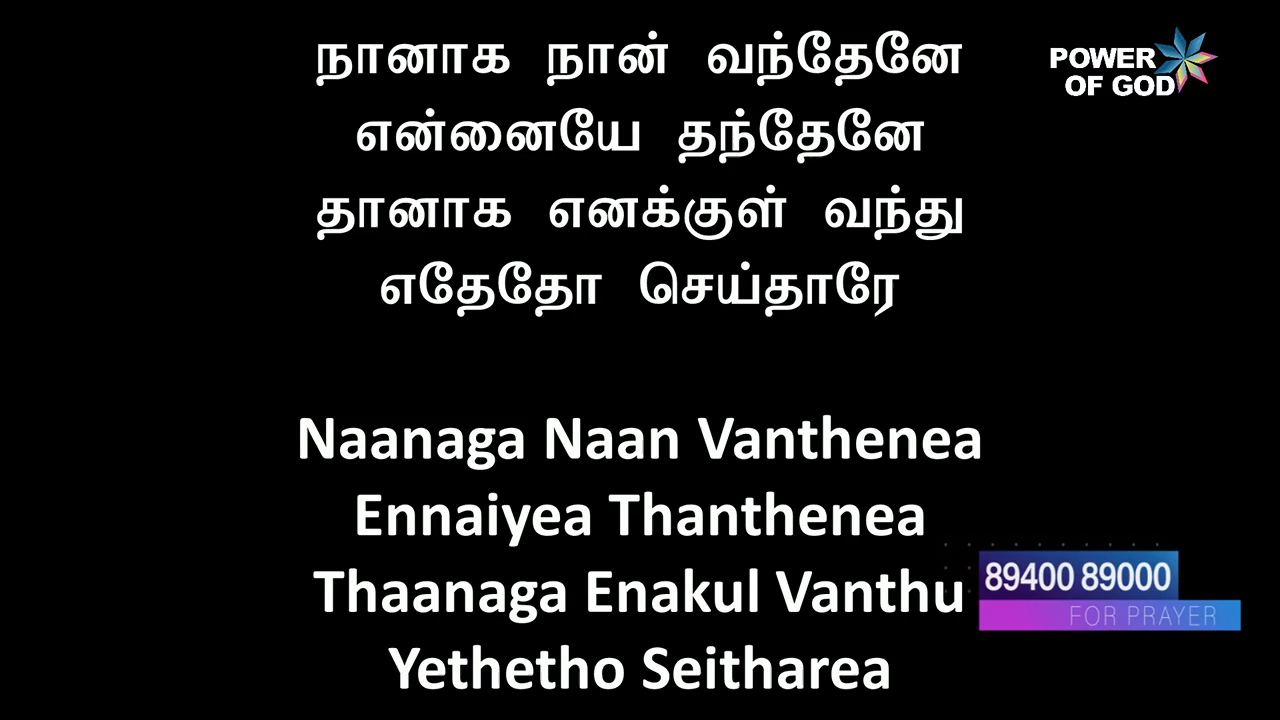 நானாக நான் வந்தேனே
என்னையே தந்தேனே
தானாக எனக்குள் வந்து
எதேதோ செய்தாரே
POWER
OF GOD
Naanaga Naan Vanthenea
Ennaiyea Thanthenea
Thaanaga Enakul Vanthu
Yethetho Seitharea
89400 89000
FOR PRAYER